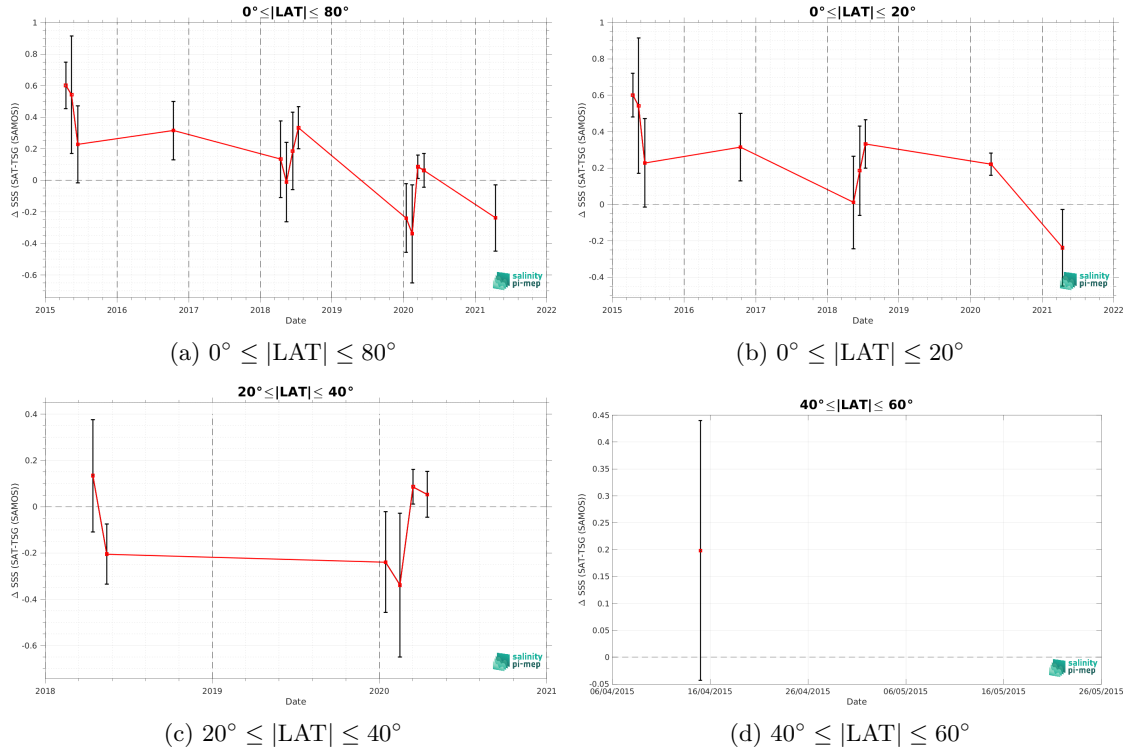 0°≤|LAT|≤ 80°
Δ SSS (SAT-TSG (SAMOS))
1
0.8
0.6
0.4
0.2
0
-0.2
-0.4
-0.6
2015 2016 2017 2018 2019 2020 2021 2022
Date
salinity
pi-mep
(a) 0° ≤ |LAT| ≤ 80°
0°≤|LAT|≤ 20°
Δ SSS (SAT-TSG (SAMOS))
1
0.8
0.6
0.4
0.2
0
-0.2
-0.4
2015 2016 2017 2018 2019 2020 2021 2022
Date
salinity
pi-mep
(b) 0° ≤ |LAT| ≤ 20°
20°≤|LAT|≤ 40°
Δ SSS (SAT-TSG (SAMOS))
0.4
0.2
0
-0.2
-0.4
-0.6
2018 2019 2020 2021
Date
salinity
pi-mep
(c) 20° ≤ |LAT| ≤ 40°
40°≤|LAT|≤ 60°
Δ SSS (SAT-TSG (SAMOS))
0.45
0.4
0.35
0.3
0.25
0.2
0.15
0.1
0.05
0
-0.05
06/04/2015 16/04/2015 26/04/2015 06/05/2015 16/05/2015 26/05/2015
Date
salinity
pi-mep
(d) 40° ≤ |LAT| ≤ 60°